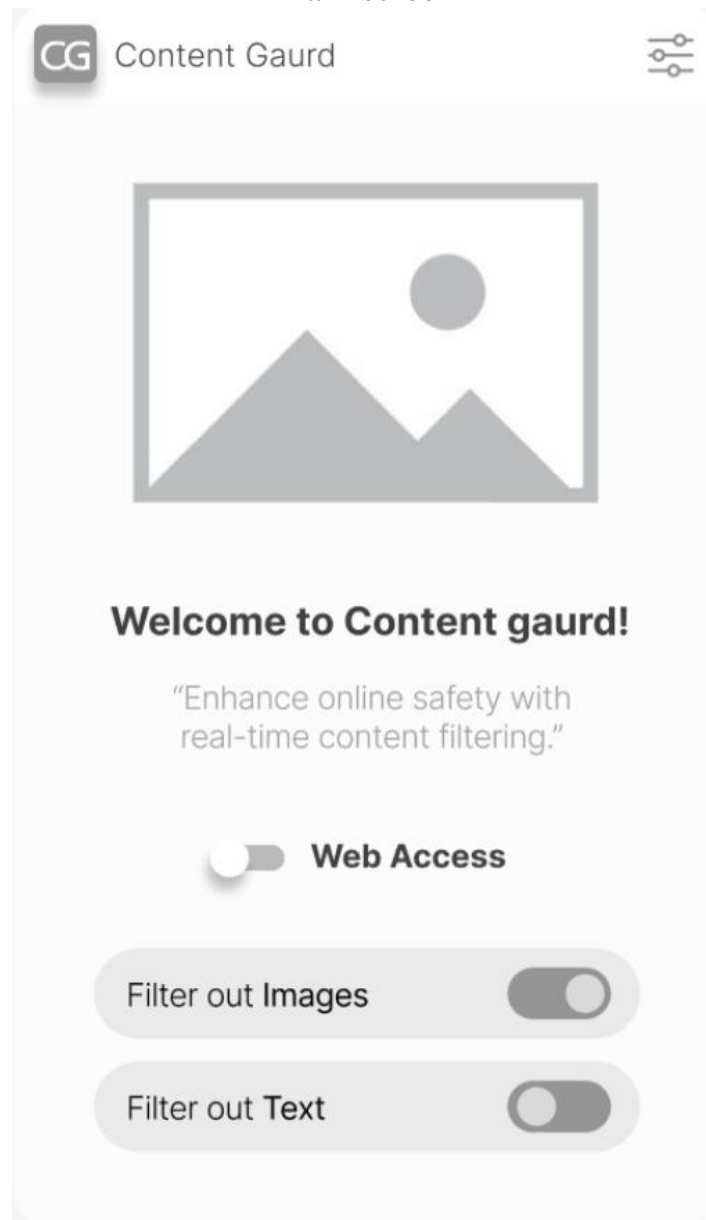 CG Content Gaurd
Welcome to Content gaurd!
“Enhance online safety with
real-time content filtering.”
Web Access
Filter out Images
Filter out Text